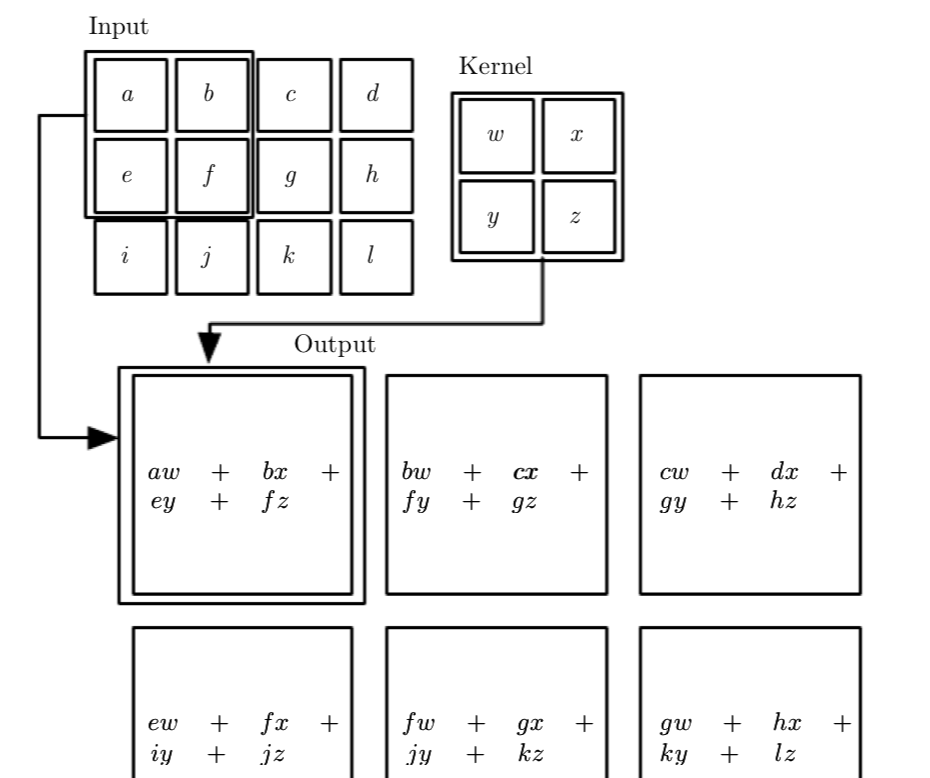 Input
Kernel
a b c d
w x
e f g h
y z
i j k l
Output
aw + bx +
ey + fz
bw + cx +
fy + gz
cw + dx +
gy + hz
ew + fx +
iy + jz
fw + gx +
jy + kz
gw + hx +
ky + lz